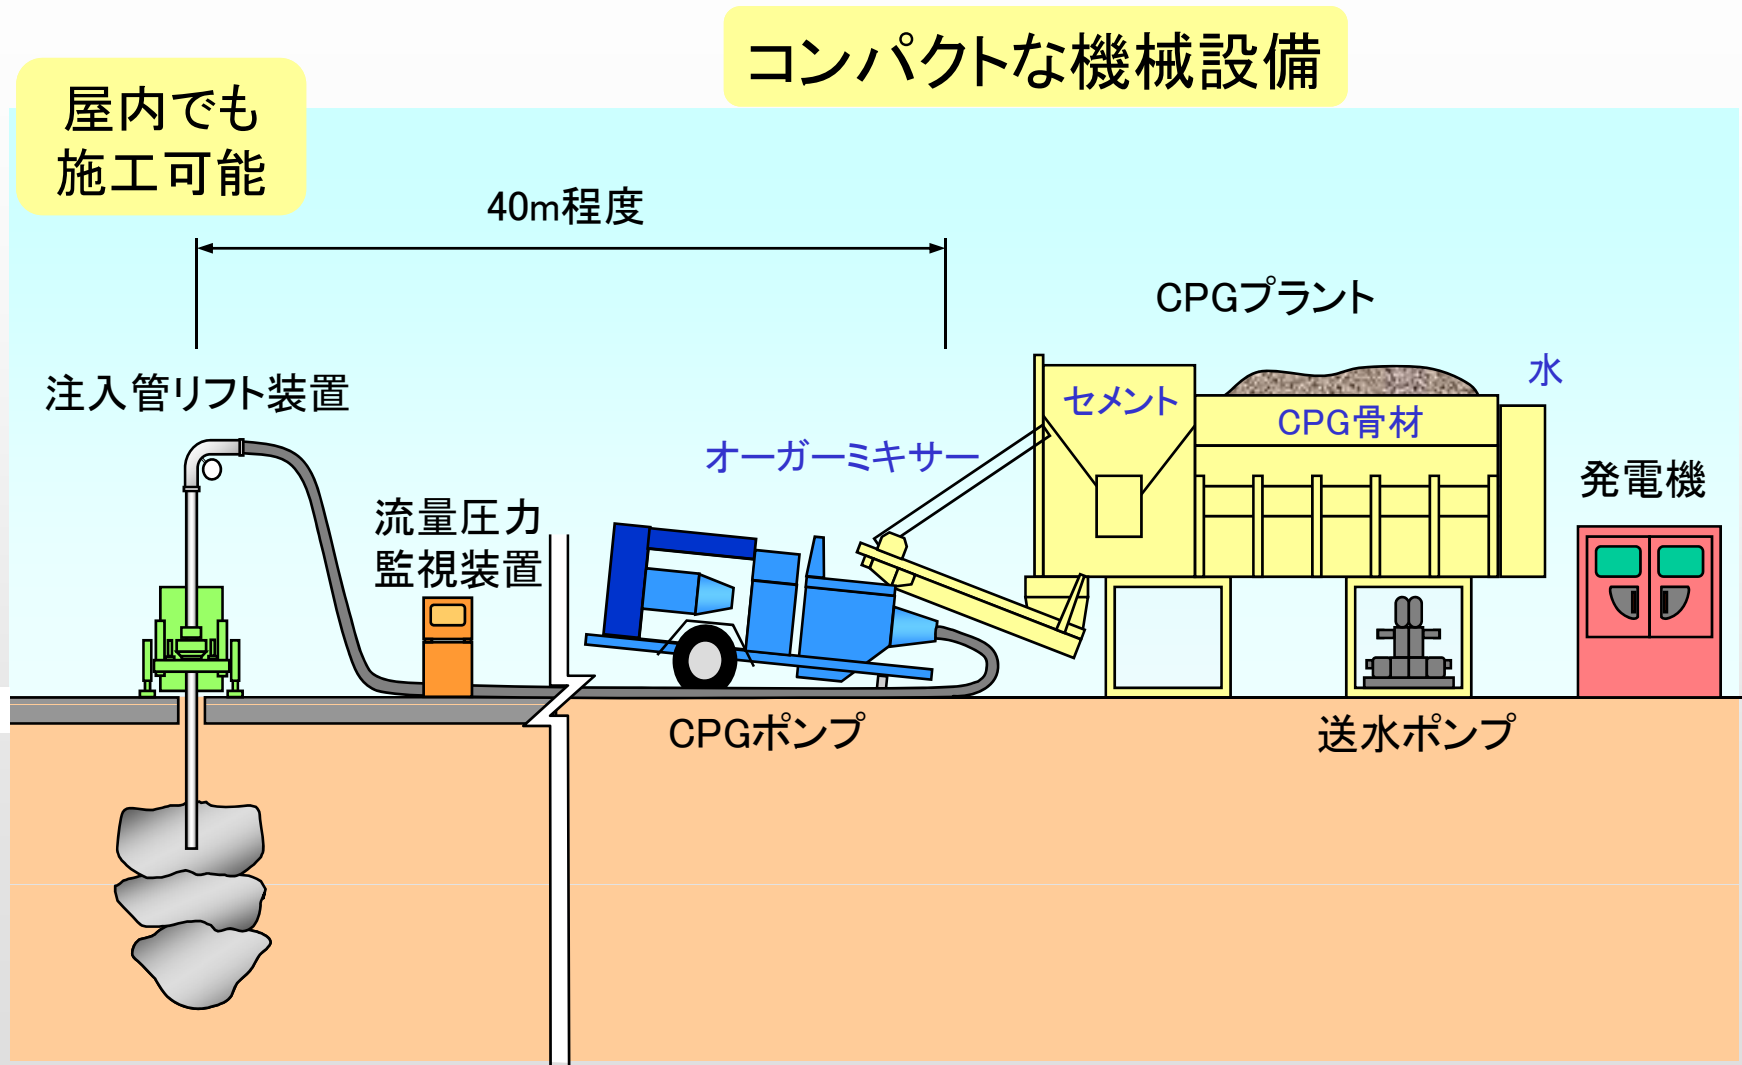 コンパクトな機械設備
屋内でも
施工可能
40m程度
CPGプラント
注入管リフト装置
水
セメント
CPG骨材
オーガーミキサー
発電機
流量圧力
監視装置
CPGポンプ
送水ポンプ